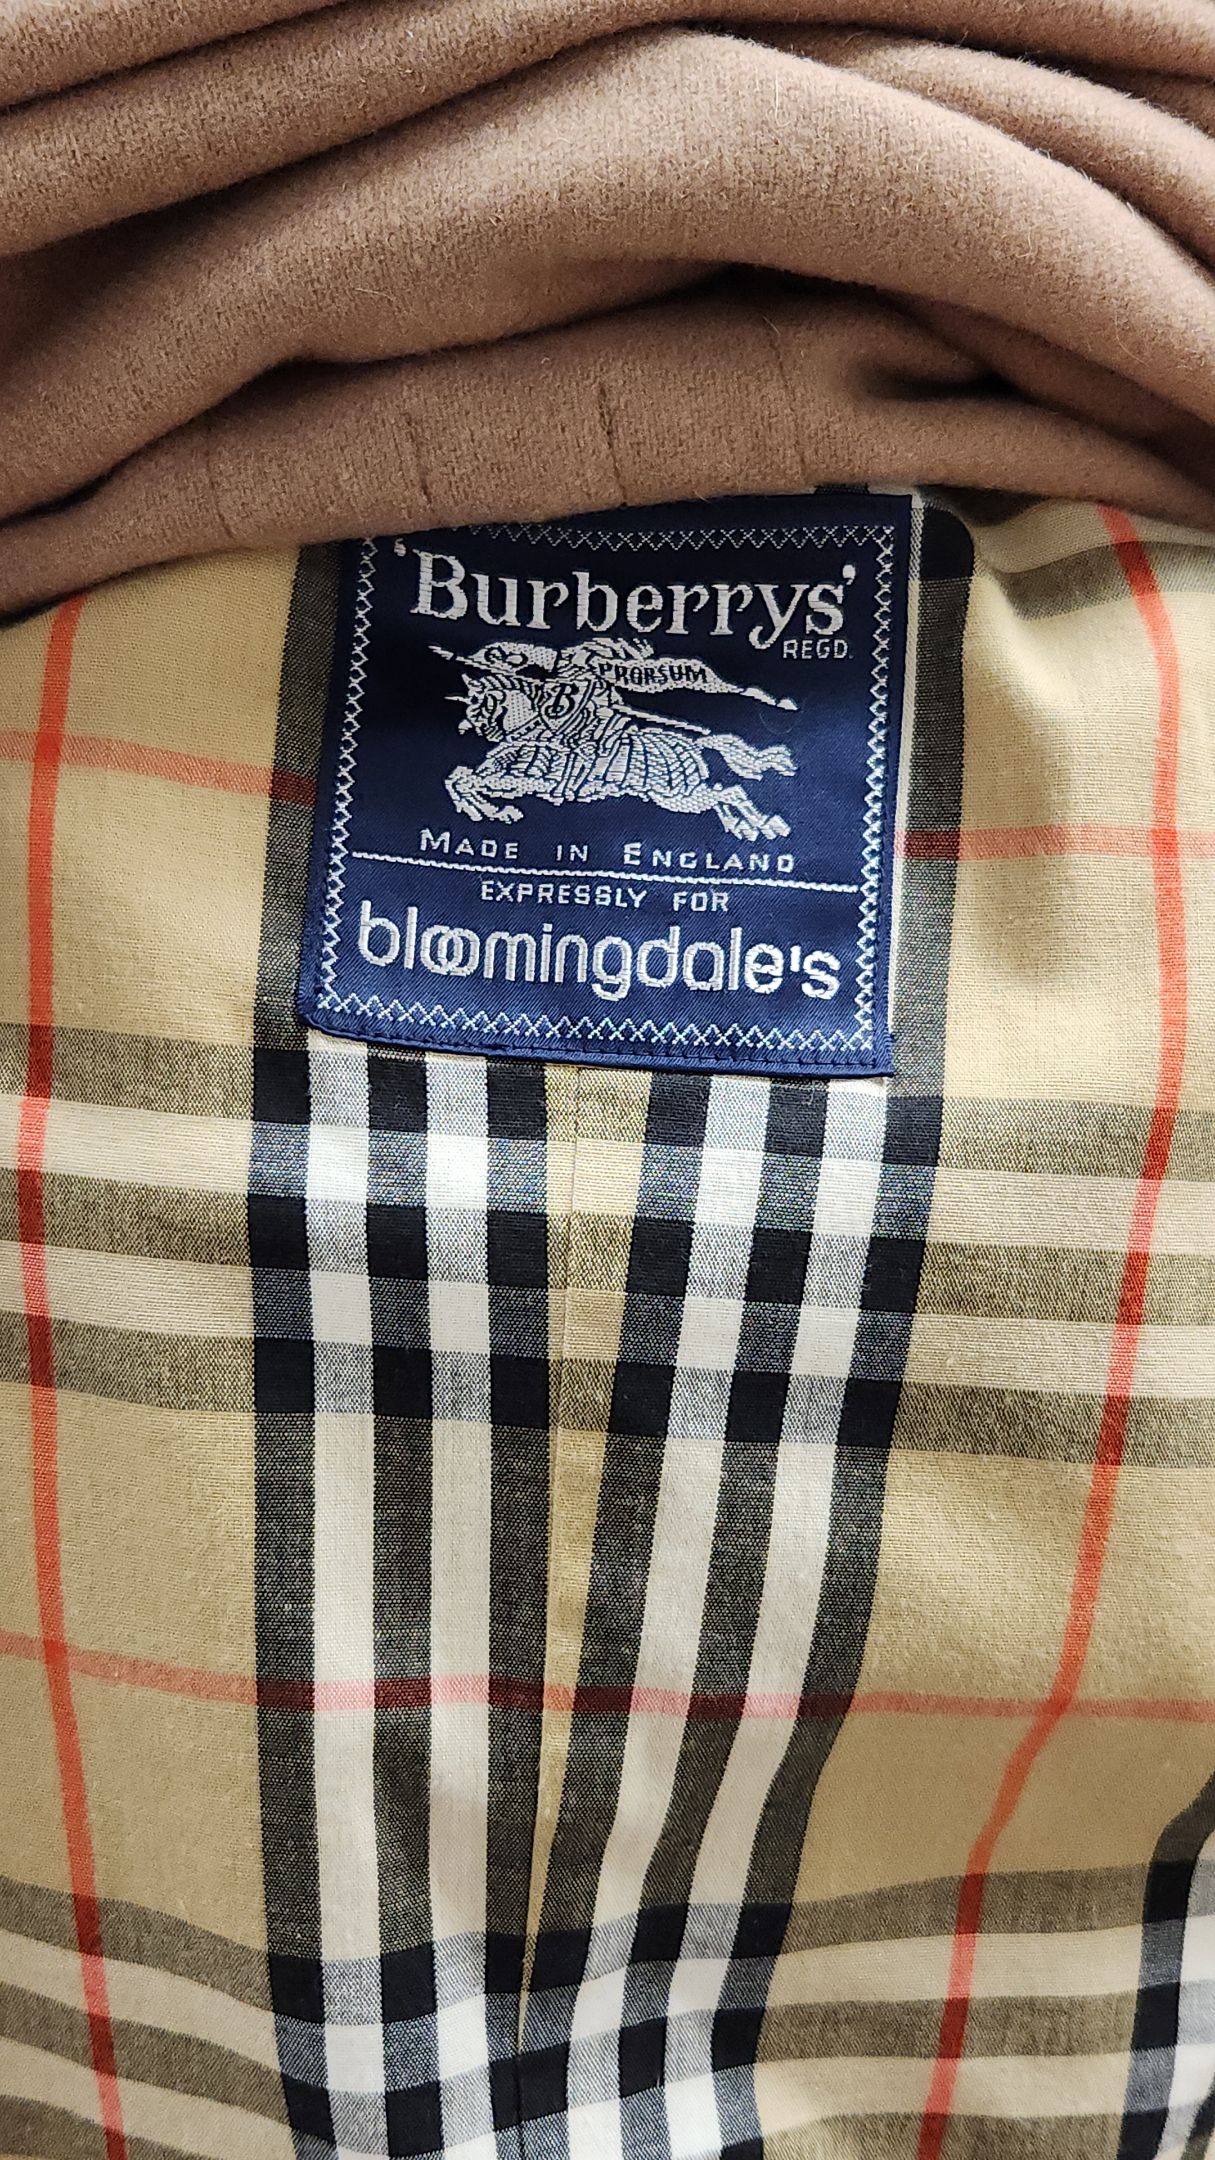 'Burberrys'
REGD.
PRORSUM
B
MADE IN ENGLAND
EXPRESSLY FOR
bloomingdale's